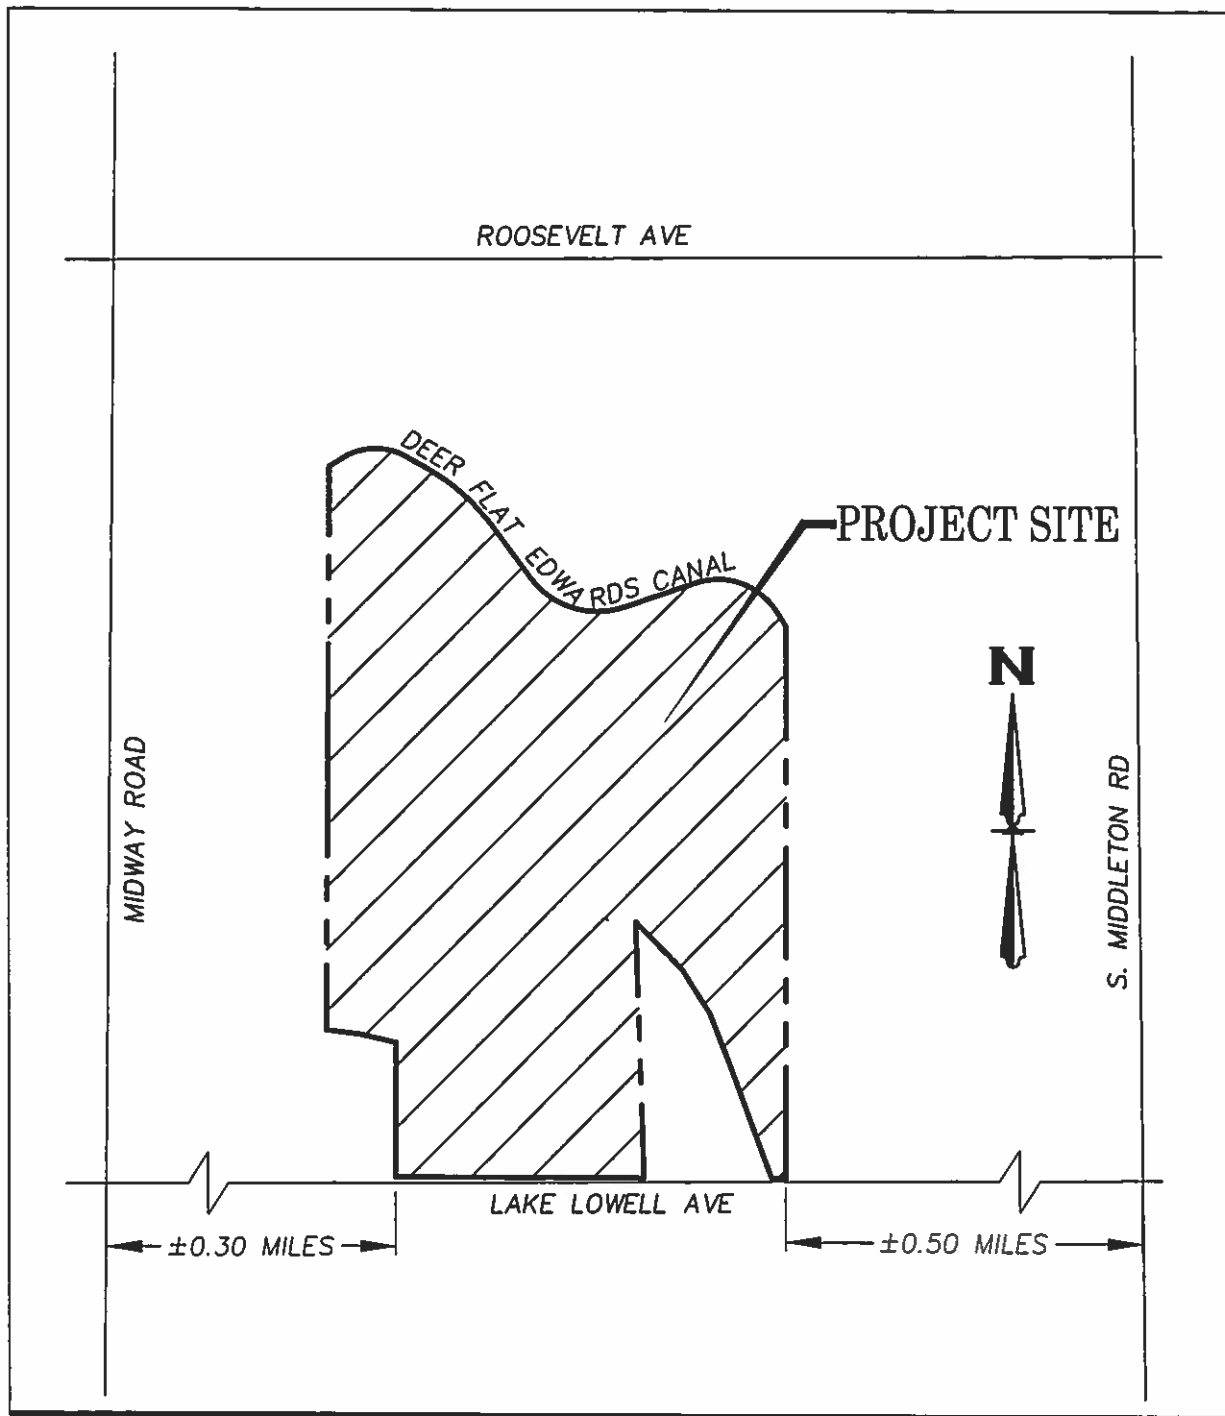 ROOSEVELT AVE
DEER FLAT EDWARDS CANAL
PROJECT SITE
N
MIDWAY ROAD
S. MIDDLETON RD
LAKE LOWELL AVE
±0.30 MILES
±0.50 MILES